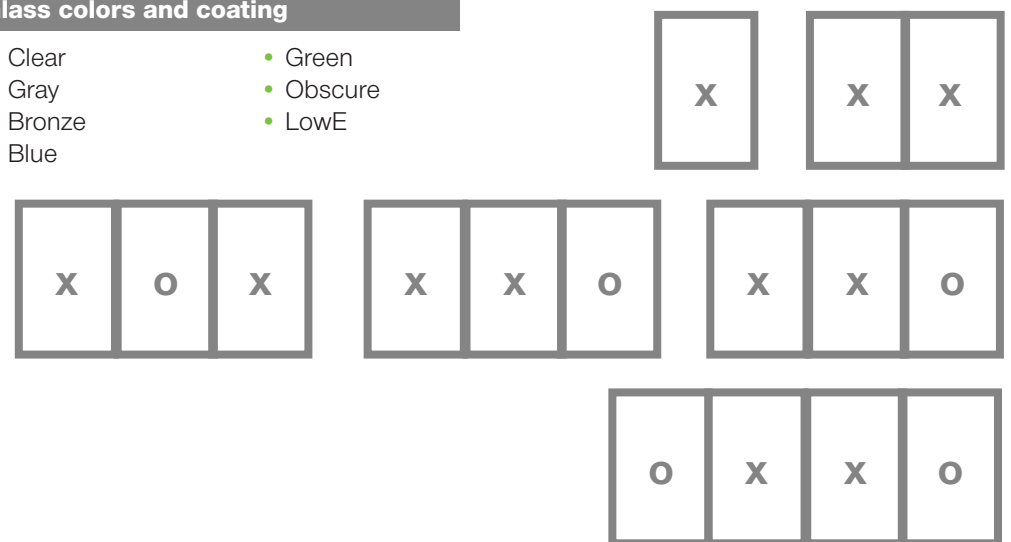 lass colors and coating
Clear
Gray
Bronze
Blue
• Green
• Obscure
• LowE
X
X X
X O X
X X O
X X O
O X X O